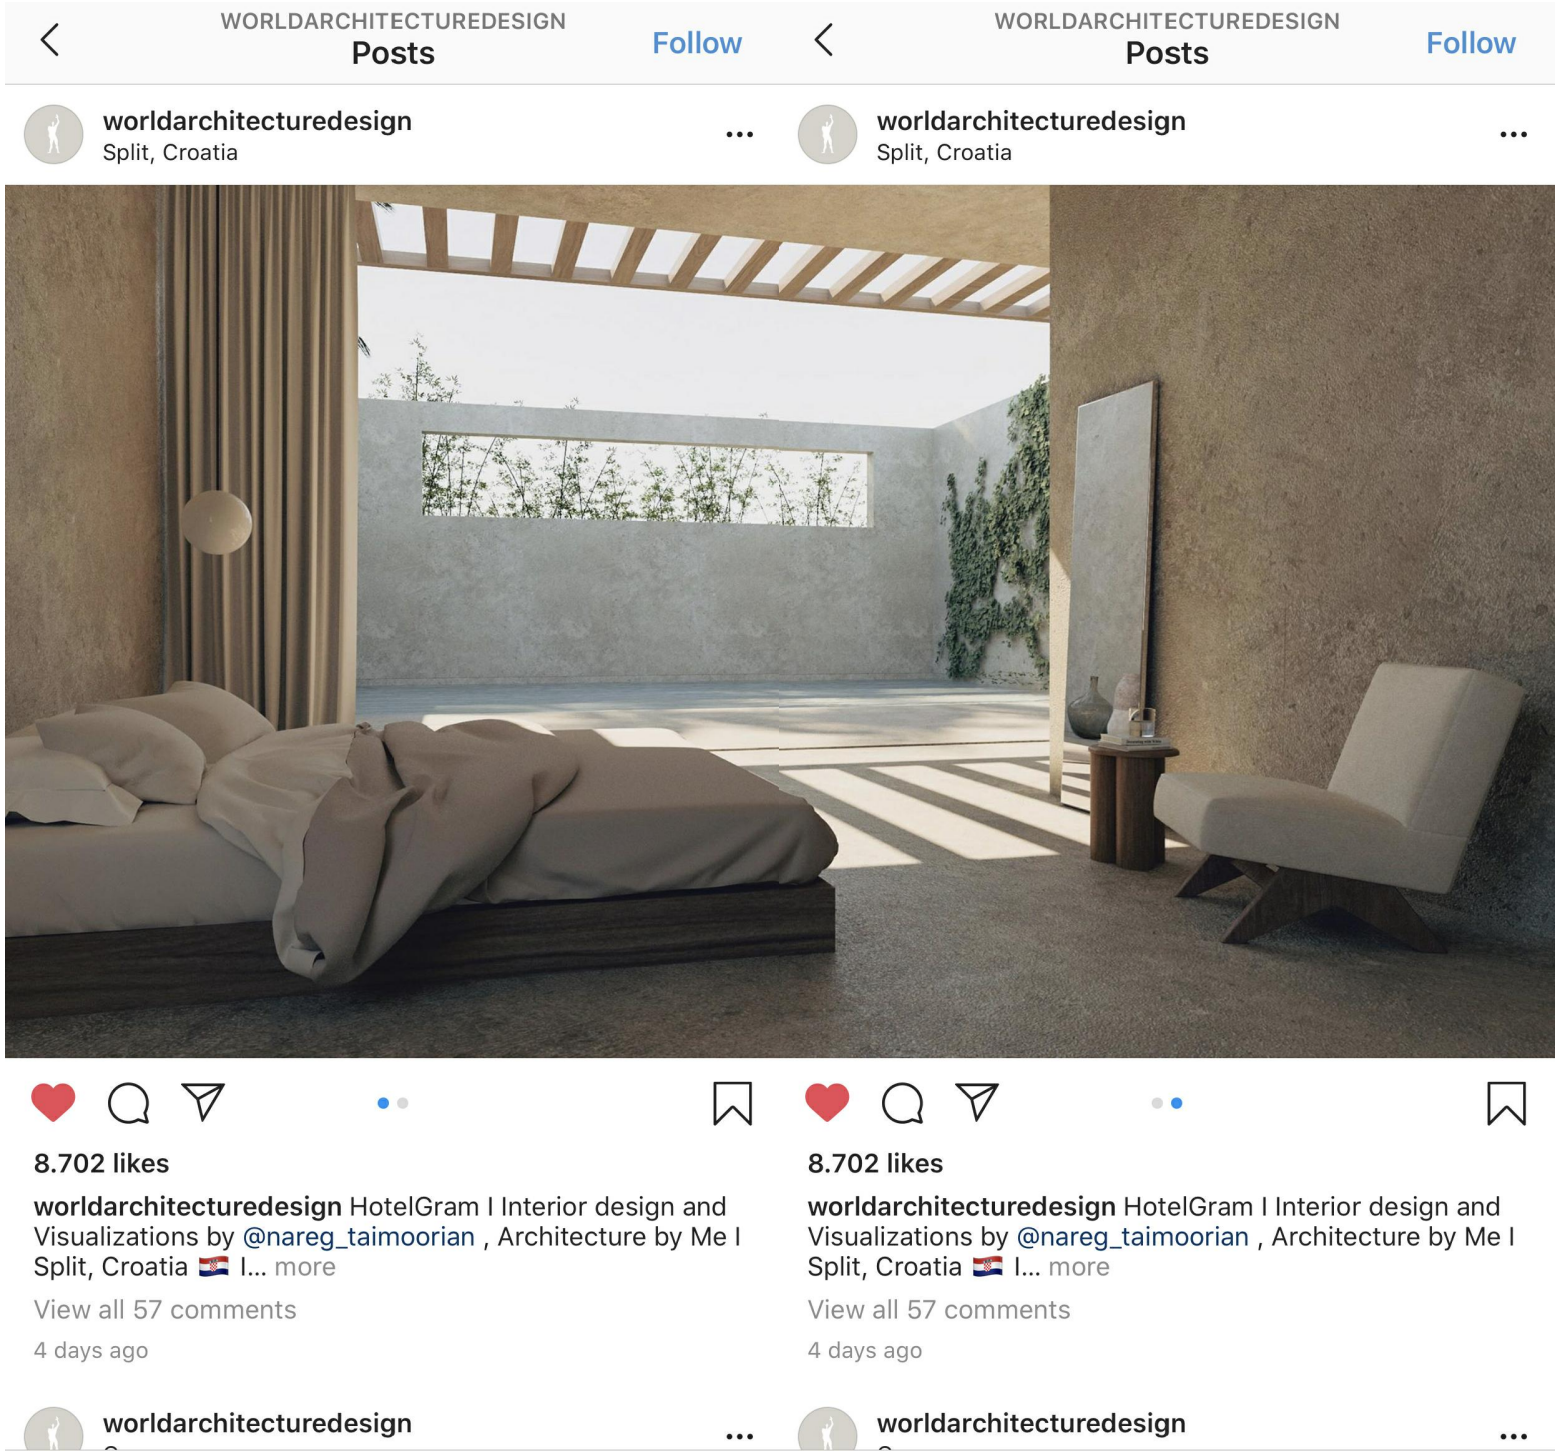 WORLDARCHITECTUREDESIGN
Posts
Follow
worldarchitecturedesign
Split, Croatia
8.702 likes
worldarchitecturedesign HotelGram I Interior design and
Visualizations by @nareg_taimoorian , Architecture by Me I
Split, Croatia 🇭🇷 I... more
View all 57 comments
4 days ago
worldarchitecturedesign
WORLDARCHITECTUREDESIGN
Posts
Follow
worldarchitecturedesign
Split, Croatia
8.702 likes
worldarchitecturedesign HotelGram I Interior design and
Visualizations by @nareg_taimoorian , Architecture by Me I
Split, Croatia 🇭🇷 I... more
View all 57 comments
4 days ago
worldarchitecturedesign